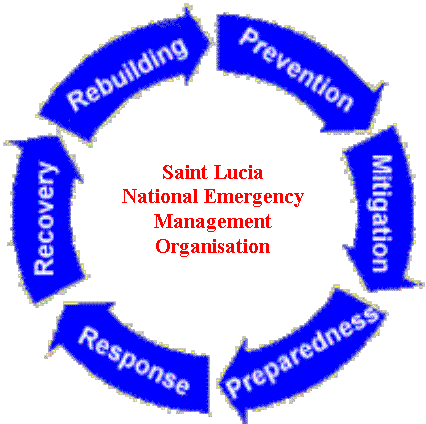 Rebuilding
Prevention
Mitigation
Preparedness
Response
Recovery
Saint Lucia
National Emergency
Management
Organisation